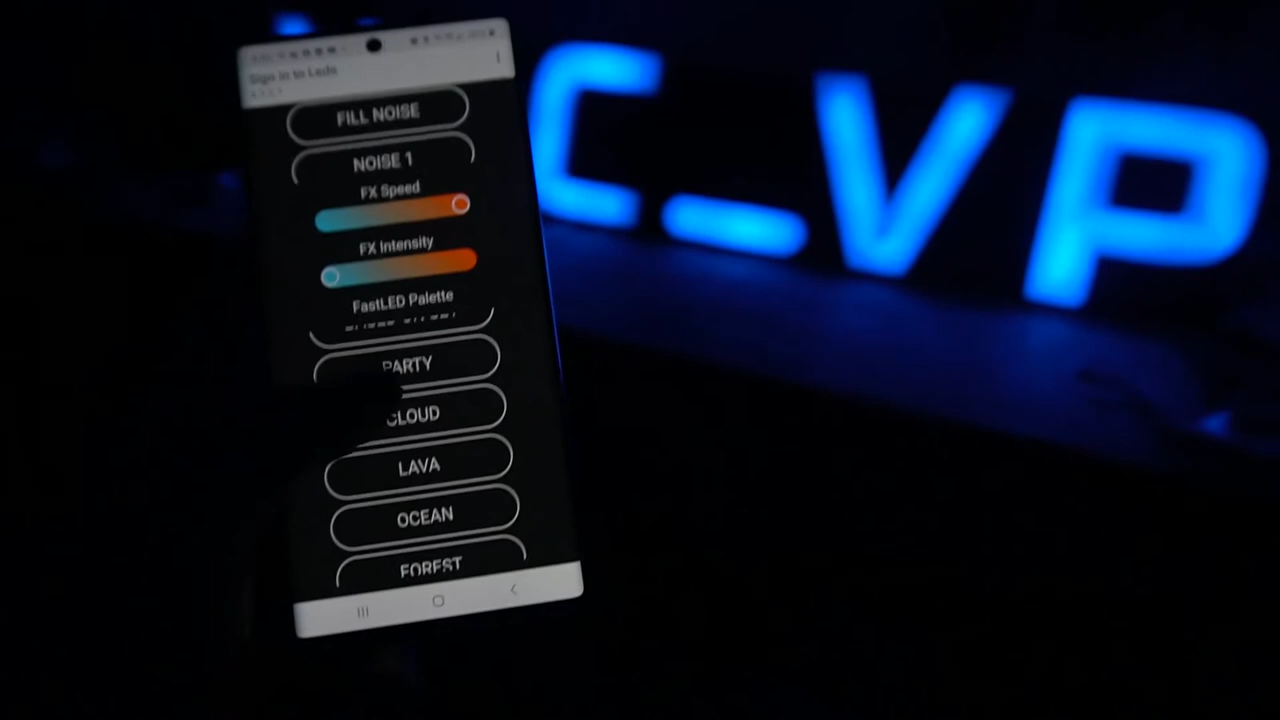 Sign in to Leds
FILL NOISE
NOISE 1
FX Speed
FX Intensity
FastLED Palette
PARTY
CLOUD
LAVA
OCEAN
FOREST
C_VP